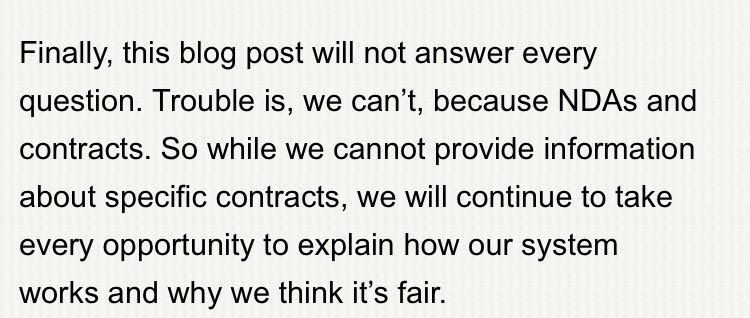 Finally, this blog post will not answer every
question. Trouble is, we can’t, because NDAs and
contracts. So while we cannot provide information
about specific contracts, we will continue to take
every opportunity to explain how our system
works and why we think it’s fair.